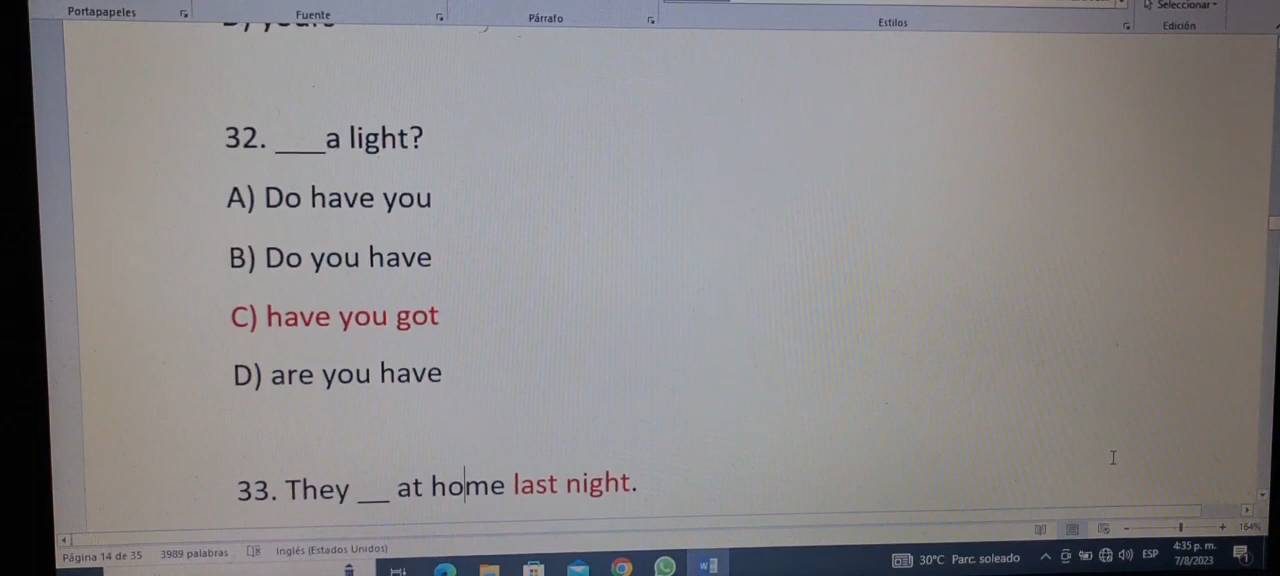 Portapapeles Fuente Párrafo Estilos Seleccionar
Edición
32. ____a light?
A) Do have you
B) Do you have
C) have you got
D) are you have
33. They __ at home last night.
164%
Página 14 de 35 3989 palabras Inglés (Estados Unidos)
30°C Parc. soleado ESP 4:35 p. m.
7/8/2023